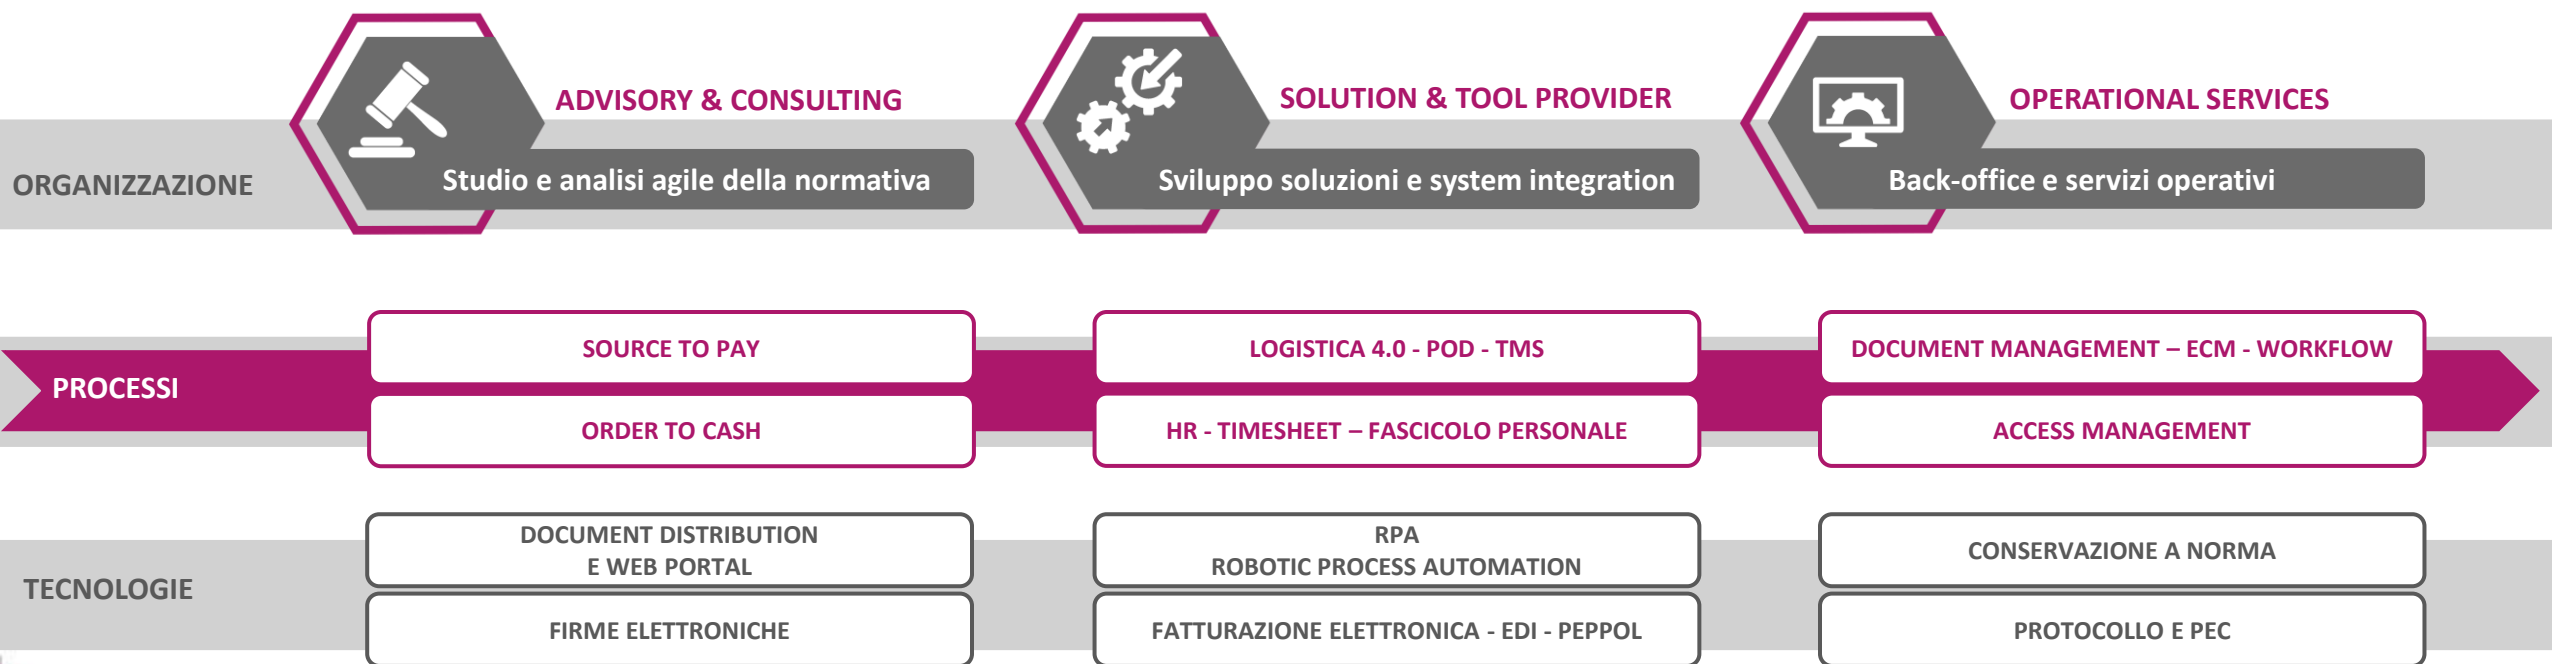 ADVISORY & CONSULTING
SOLUTION & TOOL PROVIDER
OPERATIONAL SERVICES
ORGANIZZAZIONE
Studio e analisi agile della normativa
Sviluppo soluzioni e system integration
Back-office e servizi operativi
PROCESSI
SOURCE TO PAY
LOGISTICA 4.0 - POD - TMS
DOCUMENT MANAGEMENT – ECM - WORKFLOW
ORDER TO CASH
HR - TIMESHEET – FASCICOLO PERSONALE
ACCESS MANAGEMENT
TECNOLOGIE
DOCUMENT DISTRIBUTION
E WEB PORTAL
RPA
ROBOTIC PROCESS AUTOMATION
CONSERVAZIONE A NORMA
FIRME ELETTRONICHE
FATTURAZIONE ELETTRONICA - EDI - PEPPOL
PROTOCOLLO E PEC